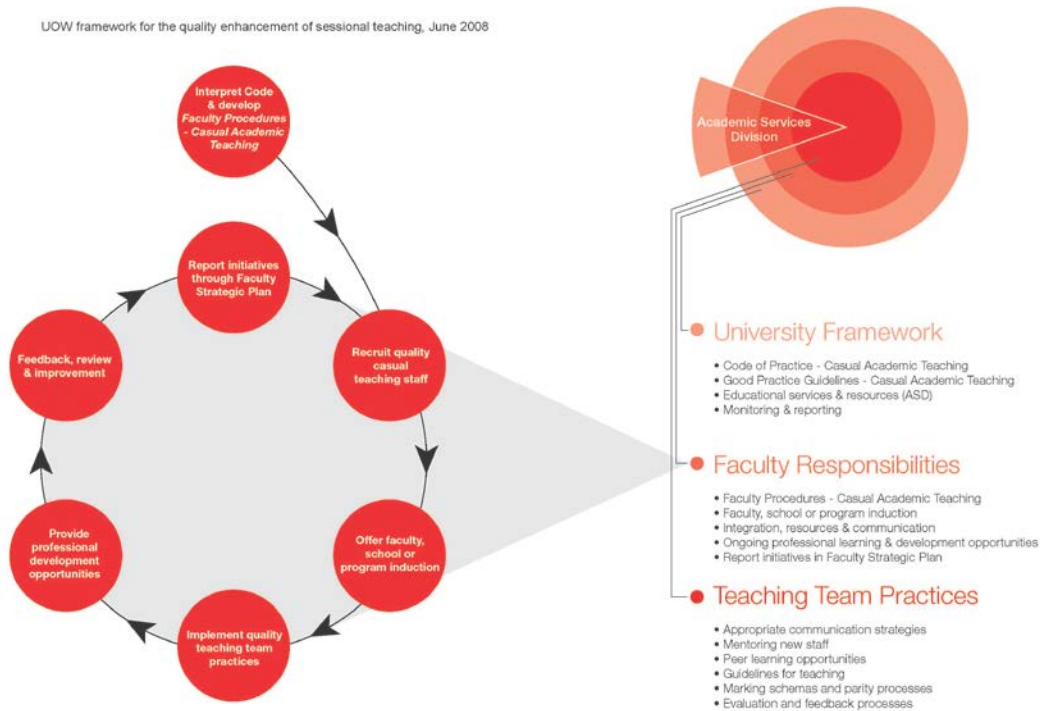 UOW framework for the quality enhancement of sessional teaching, June 2008
Interpret Code
& develop
Faculty Procedures
- Casual Academic
Teaching
Report initiatives
through Faculty
Strategic Plan
Recruit quality
casual
teaching staff
Offer faculty,
school or
program induction
Implement quality
teaching team
practices
Provide
professional
development
opportunities
Feedback, review
& improvement
Academic Services
Division
University Framework
• Code of Practice - Casual Academic Teaching
• Good Practice Guidelines - Casual Academic Teaching
• Educational services & resources (ASD)
• Monitoring & reporting
Faculty Responsibilities
• Faculty Procedures - Casual Academic Teaching
• Faculty, school or program induction
• Integration, resources & communication
• Ongoing professional learning & development opportunities
• Report initiatives in Faculty Strategic Plan
Teaching Team Practices
• Appropriate communication strategies
• Mentoring new staff
• Peer learning opportunities
• Guidelines for teaching
• Marking schemas and parity processes
• Evaluation and feedback processes